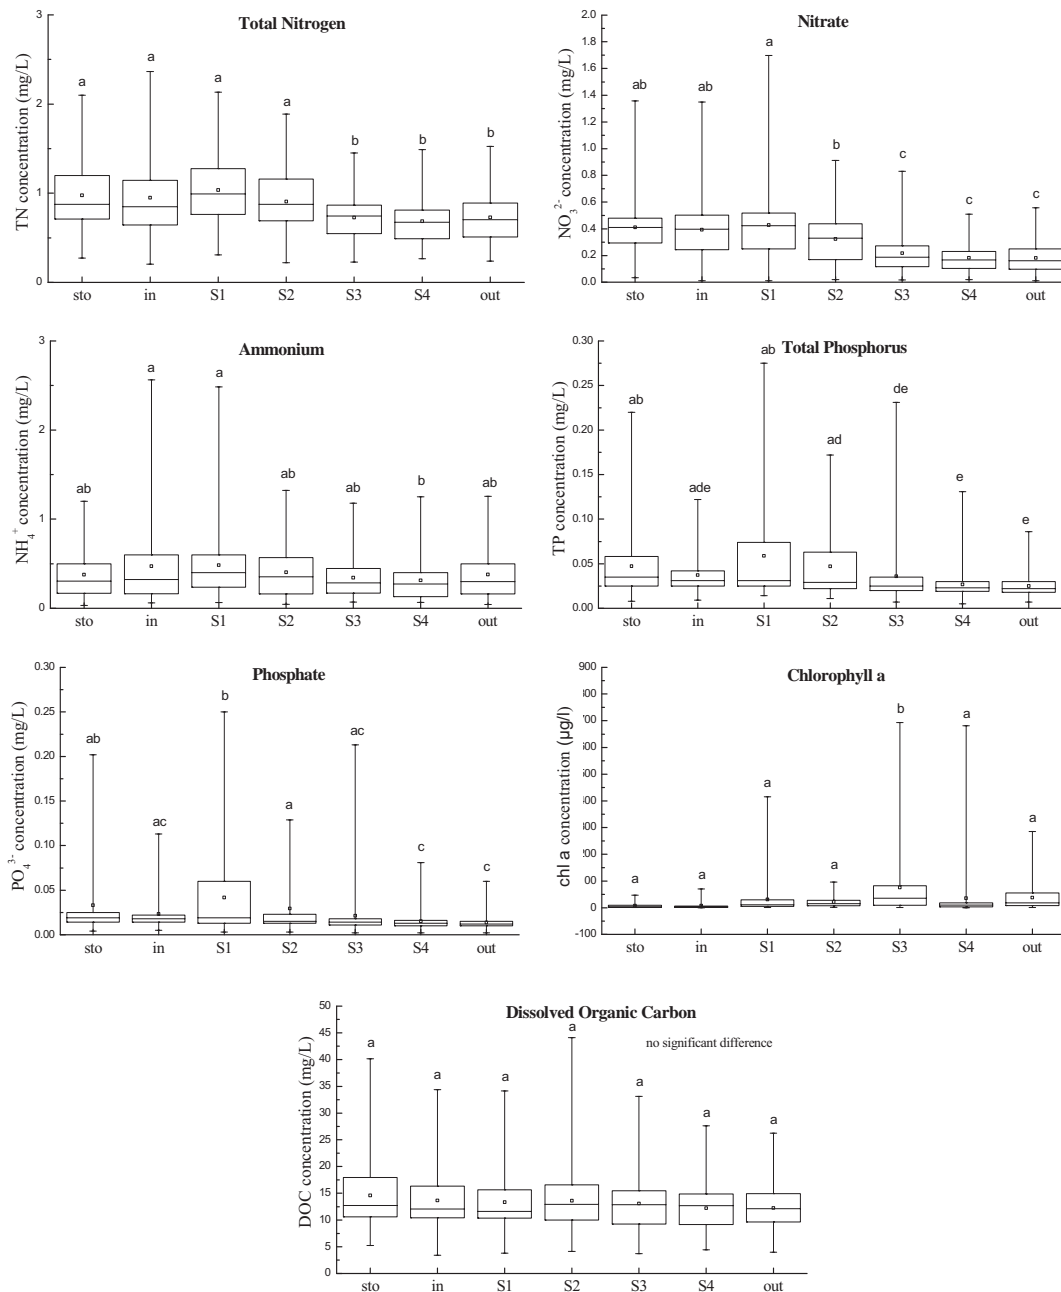 Total Nitrogen
TN concentration (mg/L)
3
2
1
0
a a a a b b b
sto in S1 S2 S3 S4 out
Nitrate
NO3 2- concentration (mg/L)
2.0
1.8
1.6
1.4
1.2
1.0
0.8
0.6
0.4
0.2
0.0
ab ab a b c c c
sto in S1 S2 S3 S4 out
Ammonium
NH4 + concentration (mg/L)
3
2
1
0
ab a a ab ab b ab
sto in S1 S2 S3 S4 out
Total Phosphorus
TP concentration (mg/L)
0.30
0.25
0.20
0.15
0.10
0.05
0.00
ab ade ab ad de e e
sto in S1 S2 S3 S4 out
Phosphate
PO4 3- concentration (mg/L)
0.30
0.25
0.20
0.15
0.10
0.05
0.00
ab ac b a ac c c
sto in S1 S2 S3 S4 out
Chlorophyll a
chl a concentration (µg/l)
900
800
700
600
500
400
300
200
100
0
-100
a a a a b a a
sto in S1 S2 S3 S4 out
Dissolved Organic Carbon
no significant difference
DOC concentration (mg/L)
50
45
40
35
30
25
20
15
10
5
0
a a a a a a a
sto in S1 S2 S3 S4 out